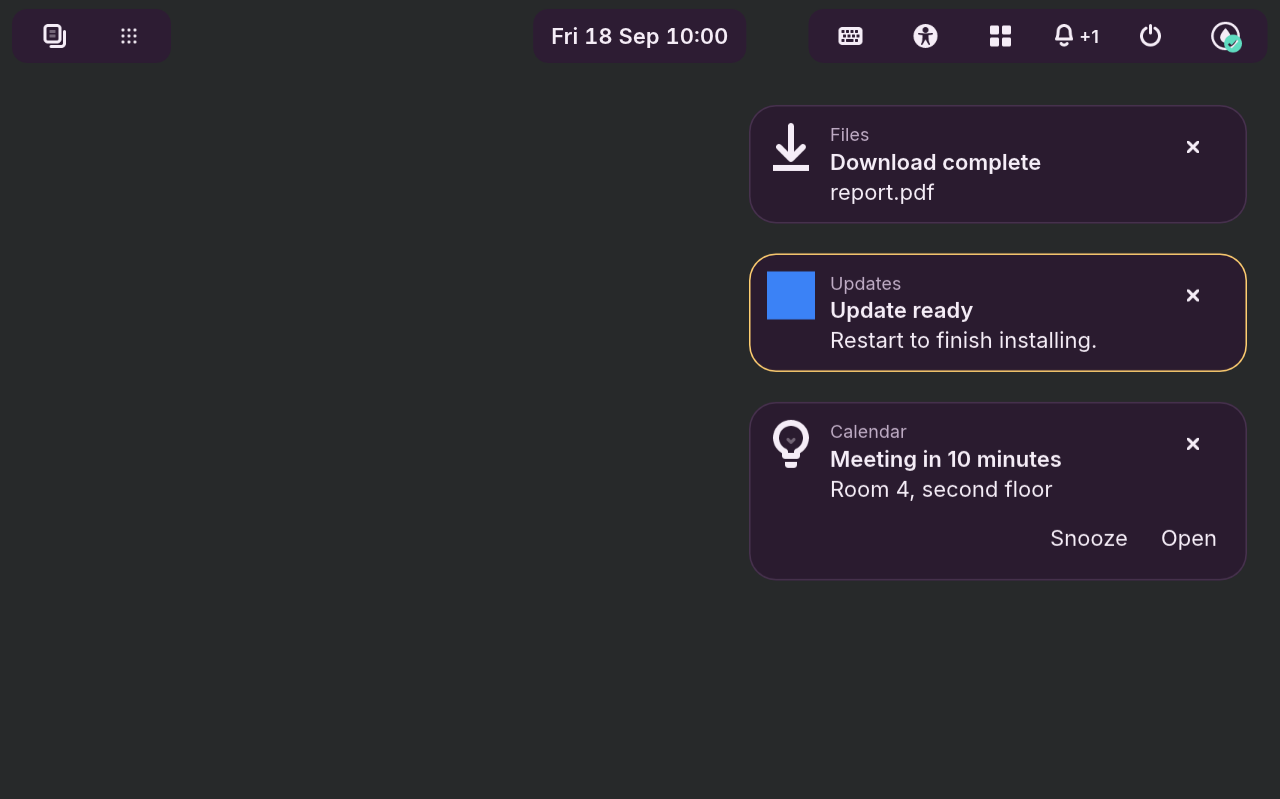 Fri 18 Sep 10:00
+1
Files
Download complete
report.pdf
Updates
Update ready
Restart to finish installing.
Calendar
Meeting in 10 minutes
Room 4, second floor
Snooze Open